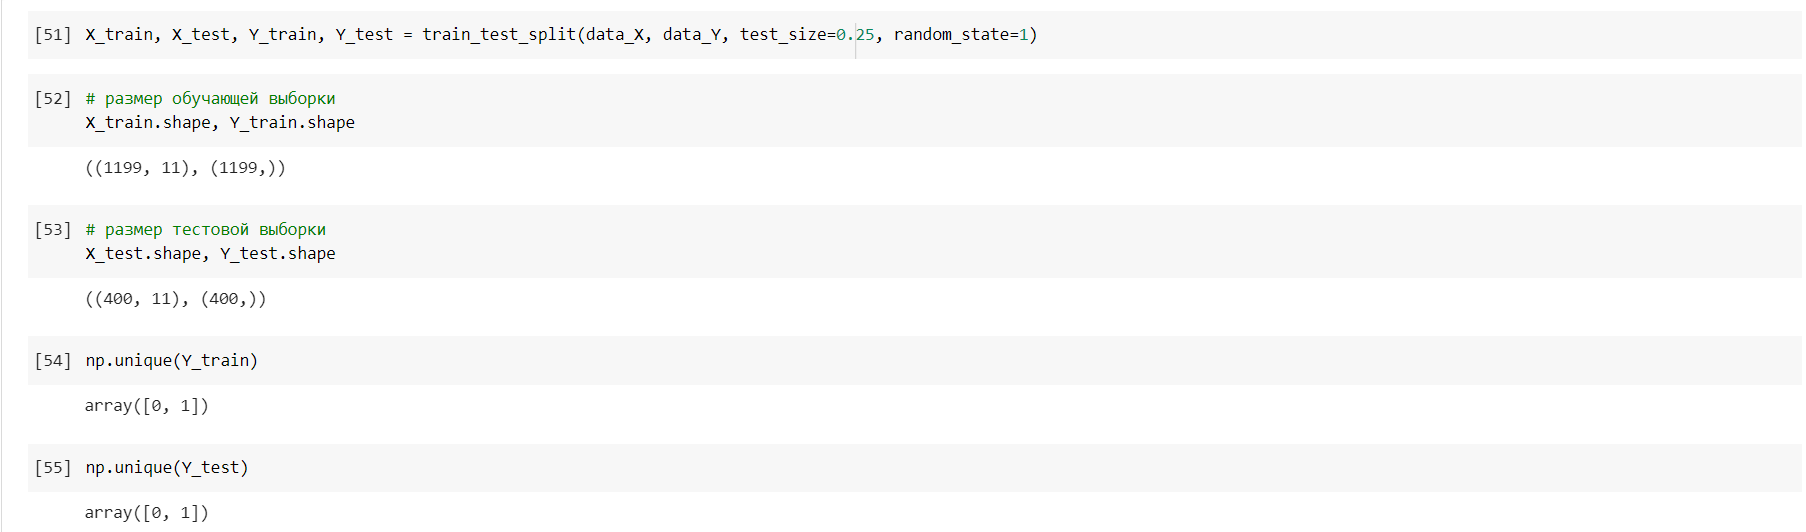 [51] X_train, X_test, Y_train, Y_test = train_test_split(data_X, data_Y, test_size=0.25, random_state=1)
[52] # размер обучающей выборки
X_train.shape, Y_train.shape
((1199, 11), (1199,))
[53] # размер тестовой выборки
X_test.shape, Y_test.shape
((400, 11), (400,))
[54] np.unique(Y_train)
array([0, 1])
[55] np.unique(Y_test)
array([0, 1])